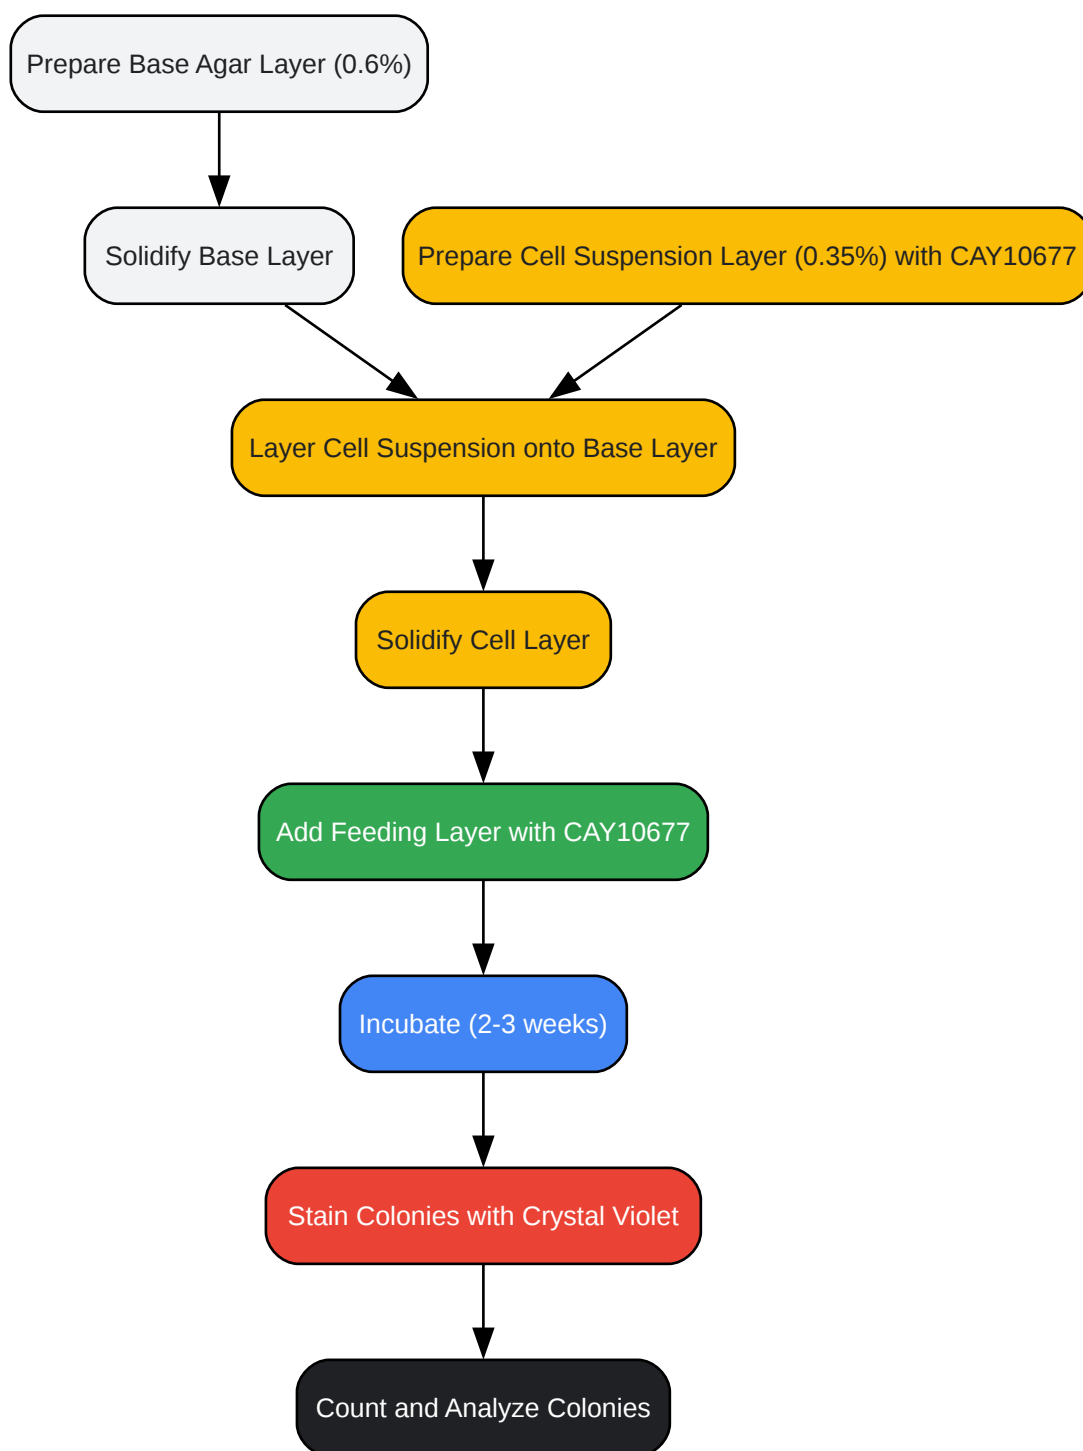 Prepare Base Agar Layer (0.6%)
Solidify Base Layer
Prepare Cell Suspension Layer (0.35%) with CAY10677
Layer Cell Suspension onto Base Layer
Solidify Cell Layer
Add Feeding Layer with CAY10677
Incubate (2-3 weeks)
Stain Colonies with Crystal Violet
Count and Analyze Colonies